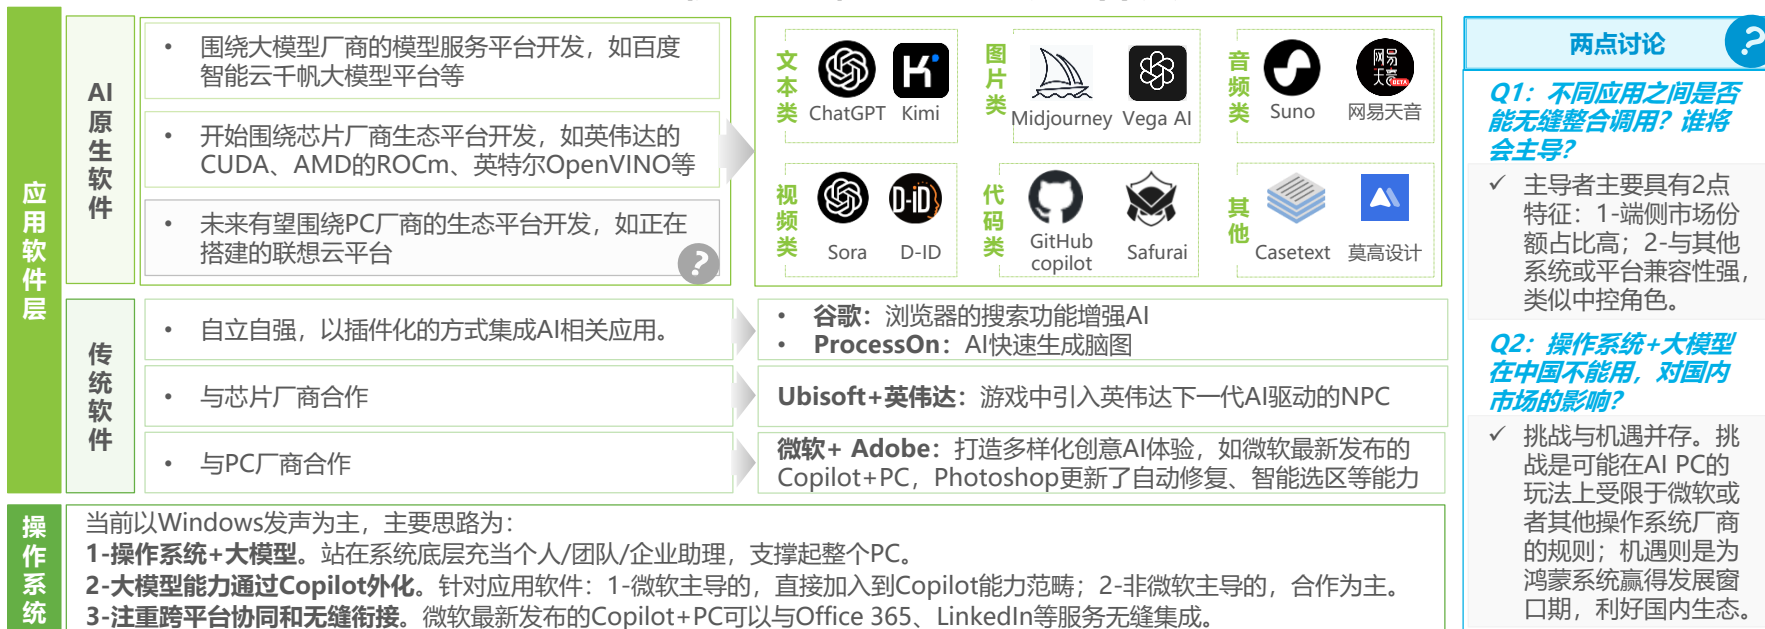 应用软件层
AI原生软件
• 围绕大模型厂商的模型服务平台开发，如百度
智能云千帆大模型平台等
• 开始围绕芯片厂商生态平台开发，如英伟达的
CUDA、AMD的ROCm、英特尔OpenVINO等
• 未来有望围绕PC厂商的生态平台开发，如正在
搭建的联想云平台
?
文本类
ChatGPT Kimi
图片类
Midjourney Vega AI
音频类
网易天音 BETA
Suno 网易天音
视频类
D-iD
Sora D-ID
代码类
GitHub copilot
Safurai
其他
Casetext 莫高设计
传统软件
• 自立自强，以插件化的方式集成AI相关应用。
• 谷歌：浏览器的搜索功能增强AI
• ProcessOn：AI快速生成脑图
• 与芯片厂商合作
Ubisoft+英伟达：游戏中引入英伟达下一代AI驱动的NPC
• 与PC厂商合作
微软+ Adobe：打造多样化创意AI体验，如微软最新发布的
Copilot+PC，Photoshop更新了自动修复、智能选区等能力
操作系统
当前以Windows发声为主，主要思路为：
1-操作系统+大模型。站在系统底层充当个人/团队/企业助理，支撑起整个PC。
2-大模型能力通过Copilot外化。针对应用软件：1-微软主导的，直接加入到Copilot能力范畴；2-非微软主导的，合作为主。
3-注重跨平台协同和无缝衔接。微软最新发布的Copilot+PC可以与Office 365、LinkedIn等服务无缝集成。
两点讨论
?
Q1：不同应用之间是否
能无缝整合调用？谁将
会主导？
✓ 主导者主要具有2点
特征：1-端侧市场份
额占比高；2-与其他
系统或平台兼容性强，
类似中控角色。
Q2：操作系统+大模型
在中国不能用，对国内
市场的影响？
✓ 挑战与机遇并存。挑
战是可能在AI PC的
玩法上受限于微软或
者其他操作系统厂商
的规则；机遇则是为
鸿蒙系统赢得发展窗
口期，利好国内生态。